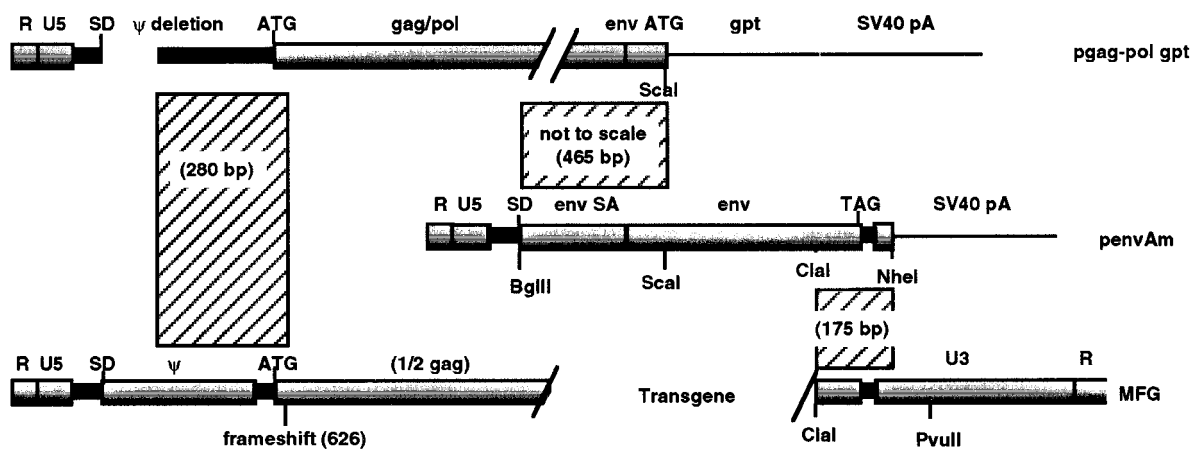 R U5 SD ψ deletion ATG gag/pol env ATG gpt SV40 pA
pgag-pol gpt
ScaI
not to scale
(465 bp)
(280 bp)
R U5 SD env SA env TAG SV40 pA
penvAm
BglII ScaI ClaI NheI
(175 bp)
R U5 SD ψ ATG (1/2 gag) U3 R
Transgene MFG
frameshift (626) ClaI PvuII